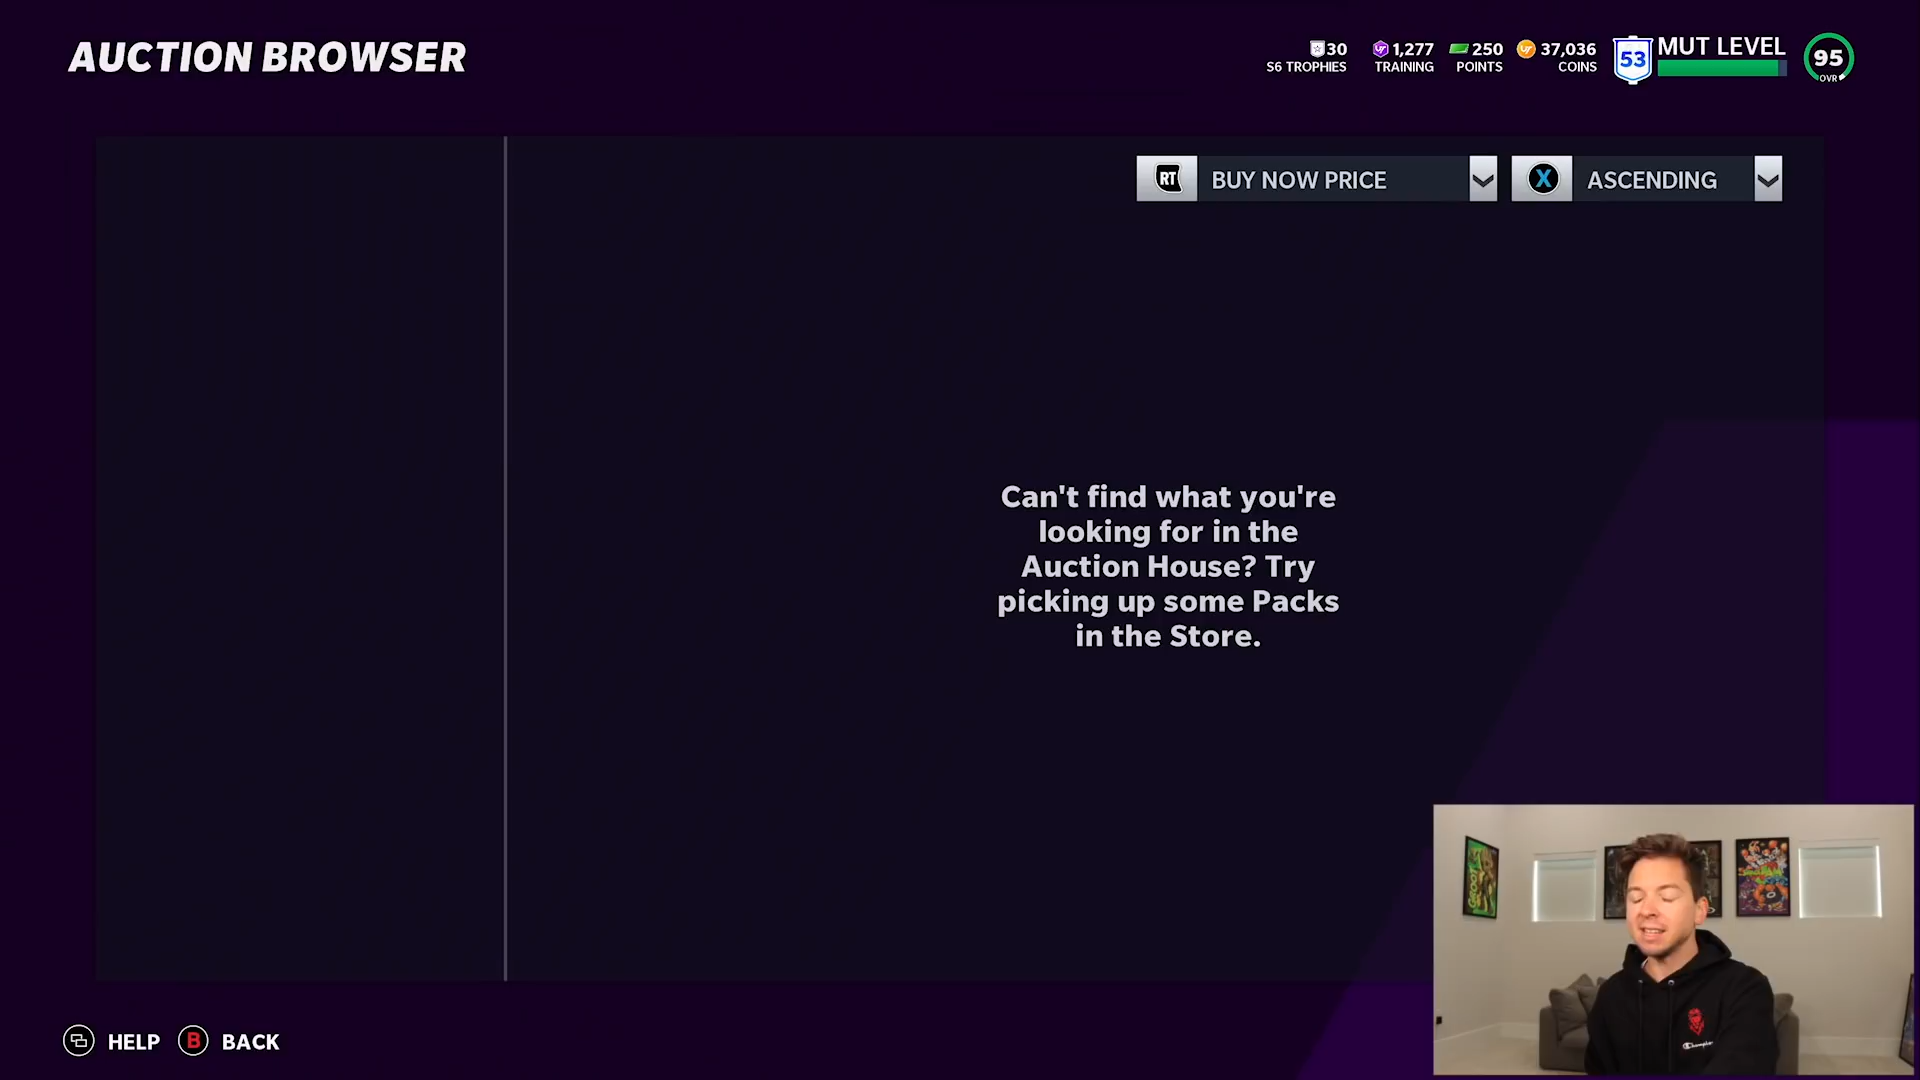 AUCTION BROWSER
30
S6 TROPHIES
1,277
TRAINING
250
POINTS
37,036
COINS
53
MUT LEVEL
95
OVR
RT
BUY NOW PRICE
X
ASCENDING
Can't find what you're
looking for in the
Auction House? Try
picking up some Packs
in the Store.
GROOT
Champion
HELP
B
BACK